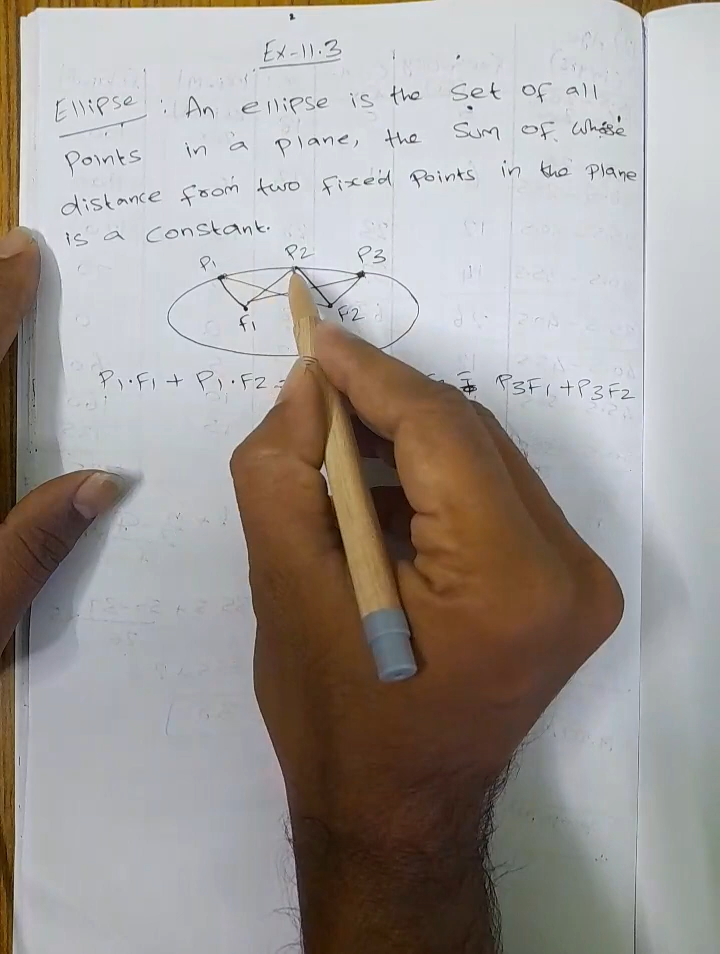 Ex-11.3
Ellipse : An ellipse is the set of all
Points in a plane, the sum of whose
distance from two fixed points in the plane
is a constant.
P1 P2 P3
F1 F2
P1.F1 + P1.F2 = P3F1 + P3F2